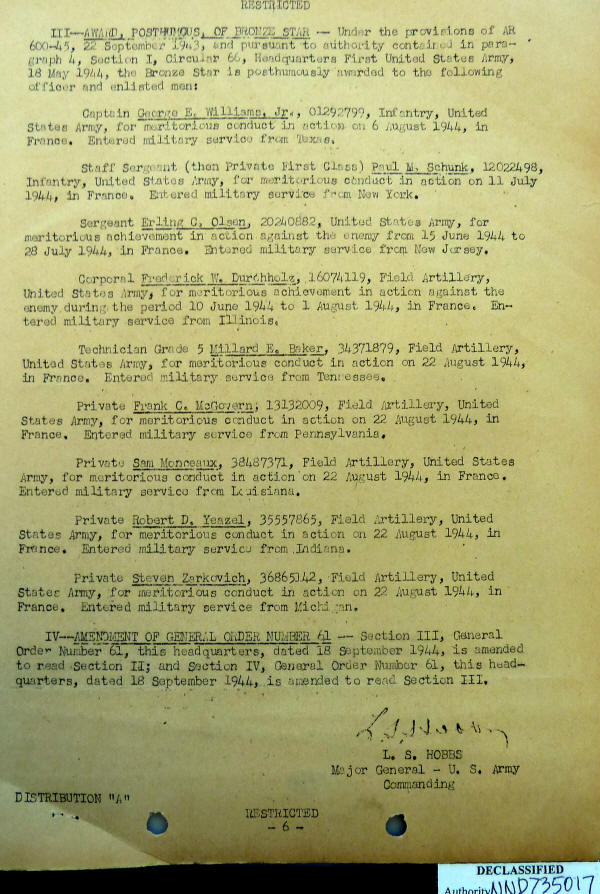 RESTRICTED
III—AWARD, POSTHUMOUS, OF BRONZE STAR — Under the provisions of AR
600-45, 22 September 1943, and pursuant to authority contained in para-
graph 4, Section I, Circular 66, Headquarters First United States Army,
18 May 1944, the Bronze Star is posthumously awarded to the following
officer and enlisted men:
Captain George E. Williams, Jr., 01292799, Infantry, United
States Army, for meritorious conduct in action on 6 August 1944, in
France. Entered military service from Texas.
Staff Sergeant (then Private First Class) Paul M. Schunk, 12022498,
Infantry, United States Army, for meritorious conduct in action on 11 July
1944, in France. Entered military service from New York.
Sergeant Erling C. Olsen, 20240882, United States Army, for
meritorious achievement in action against the enemy from 15 June 1944 to
28 July 1944, in France. Entered military service from New Jersey.
Corporal Frederick W. Durchholz, 16074119, Field Artillery,
United States Army, for meritorious achievement in action against the
enemy during the period 10 June 1944 to 1 August 1944, in France. En-
tered military service from Illinois.
Technician Grade 5 Millard E. Baker, 34371879, Field Artillery,
United States Army, for meritorious conduct in action on 22 August 1944,
in France. Entered military service from Tennessee.
Private Frank C. McGovern, 13132009, Field Artillery, United
States Army, for meritorious conduct in action on 22 August 1944, in
France. Entered military service from Pennsylvania.
Private Sam Monceaux, 38487371, Field Artillery, United States
Army, for meritorious conduct in action on 22 August 1944, in France.
Entered military service from Louisiana.
Private Robert D. Yeazel, 35557865, Field Artillery, United
States Army, for meritorious conduct in action on 22 August 1944, in
France. Entered military service from Indiana.
Private Steven Zarkovich, 36865142, Field Artillery, United
States Army, for meritorious conduct in action on 22 August 1944, in
France. Entered military service from Michigan.
IV—AMENDMENT OF GENERAL ORDER NUMBER 61 — Section III, General
Order Number 61, this headquarters, dated 18 September 1944, is amended
to read Section II; and Section IV, General Order Number 61, this head-
quarters, dated 18 September 1944, is amended to read Section III.
L. S. Hobbs
L. S. HOBBS
Major General - U. S. Army
Commanding
DISTRIBUTION "A"
RESTRICTED
- 6 -
DECLASSIFIED
Authority NND735017